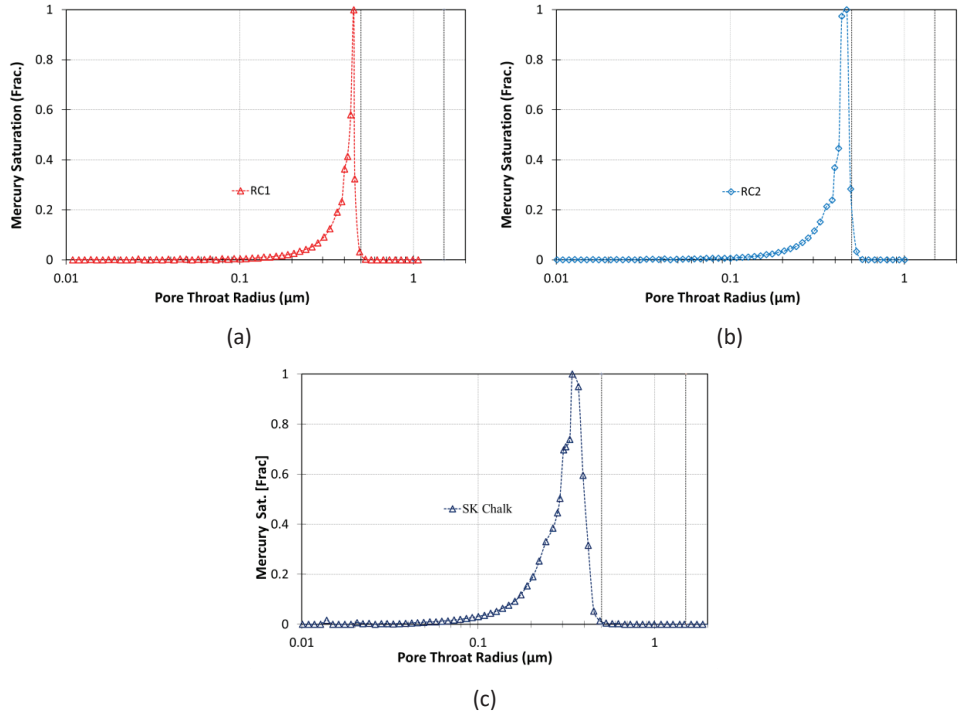 1
0.8
0.6
0.4
0.2
0
Mercury Saturation (Frac.)
RC1
0.01
0.1
1
Pore Throat Radius (μm)
(a)
1
0.8
0.6
0.4
0.2
0
Mercury Saturation (Frac.)
RC2
0.01
0.1
1
Pore Throat Radius (μm)
(b)
1
0.8
0.6
0.4
0.2
0
Mercury Sat. [Frac]
SK Chalk
0.01
0.1
1
Pore Throat Radius (μm)
(c)